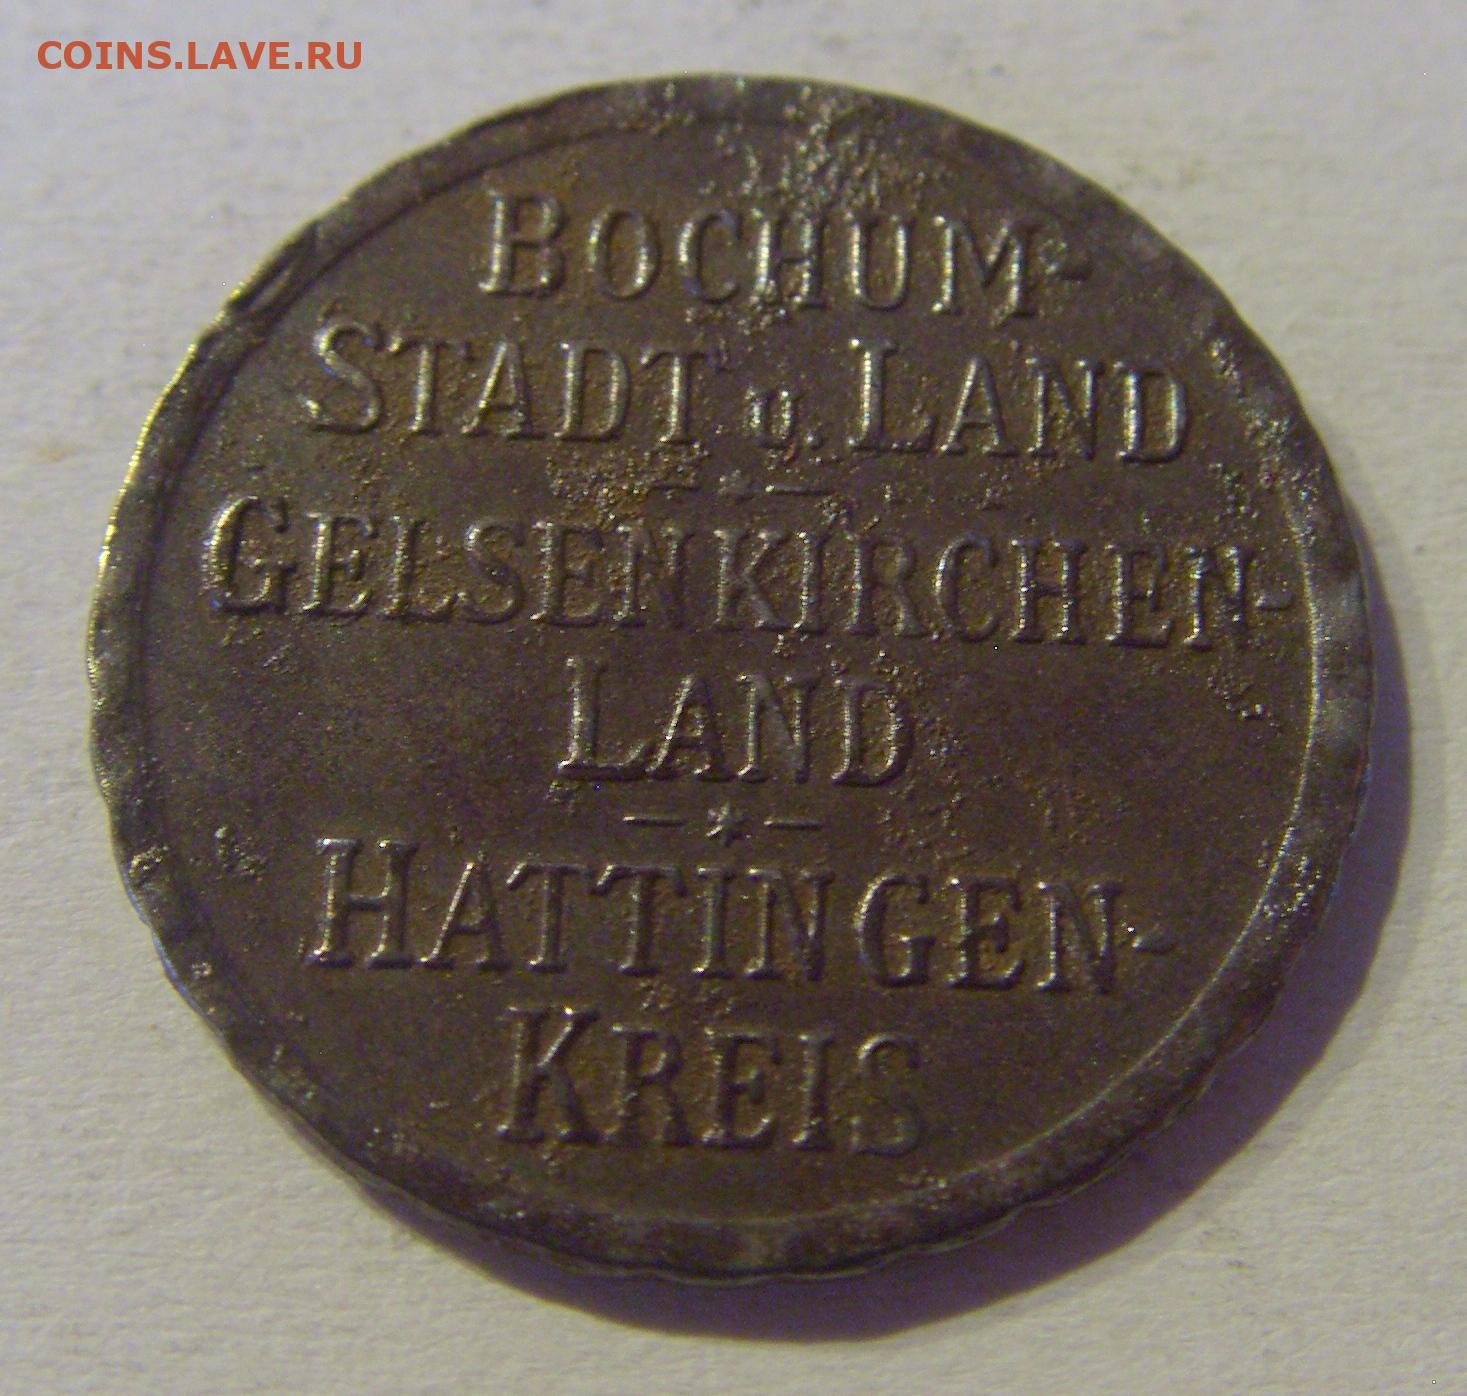 COINS.LAVE.RU
BOCHUM-
STADT u. LAND
GELSENKIRCHEN-
LAND
HATTINGEN-
KREIS